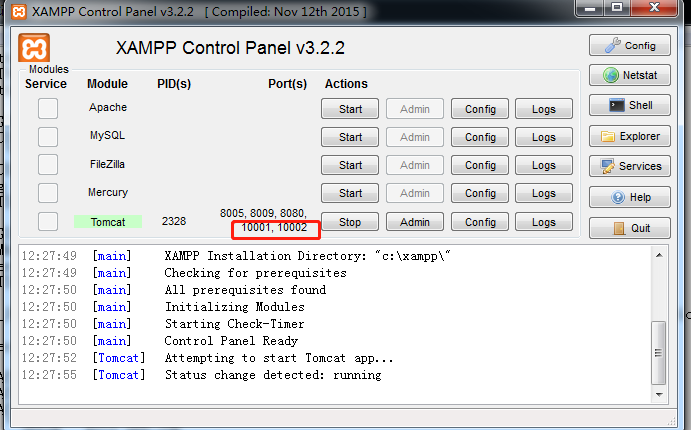 XAMPP Control Panel v3.2.2 [ Compiled: Nov 12th 2015 ]
XAMPP Control Panel v3.2.2
Config
Modules
Service Module PID(s) Port(s) Actions
Netstat
Apache Start Admin Config Logs
Shell
MySQL Start Admin Config Logs
Explorer
FileZilla Start Admin Config Logs
Services
Mercury Start Admin Config Logs
Help
Tomcat 2328 8005, 8009, 8080, Stop Admin Config Logs
10001, 10002
Quit
12:27:49 [main] XAMPP Installation Directory: "c:\xampp\"
12:27:49 [main] Checking for prerequisites
12:27:50 [main] All prerequisites found
12:27:50 [main] Initializing Modules
12:27:50 [main] Starting Check-Timer
12:27:50 [main] Control Panel Ready
12:27:52 [Tomcat] Attempting to start Tomcat app...
12:27:55 [Tomcat] Status change detected: running